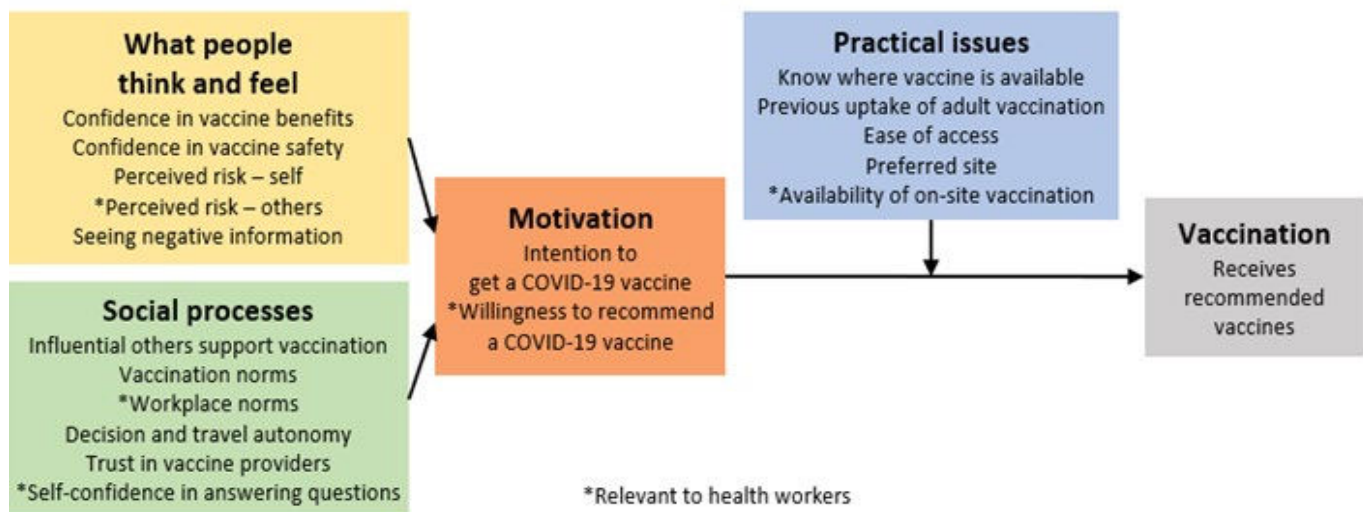 What people
think and feel
Confidence in vaccine benefits
Confidence in vaccine safety
Perceived risk – self
*Perceived risk – others
Seeing negative information
Social processes
Influential others support vaccination
Vaccination norms
*Workplace norms
Decision and travel autonomy
Trust in vaccine providers
*Self-confidence in answering questions
Motivation
Intention to
get a COVID-19 vaccine
*Willingness to recommend
a COVID-19 vaccine
Practical issues
Know where vaccine is available
Previous uptake of adult vaccination
Ease of access
Preferred site
*Availability of on-site vaccination
Vaccination
Receives
recommended
vaccines
*Relevant to health workers